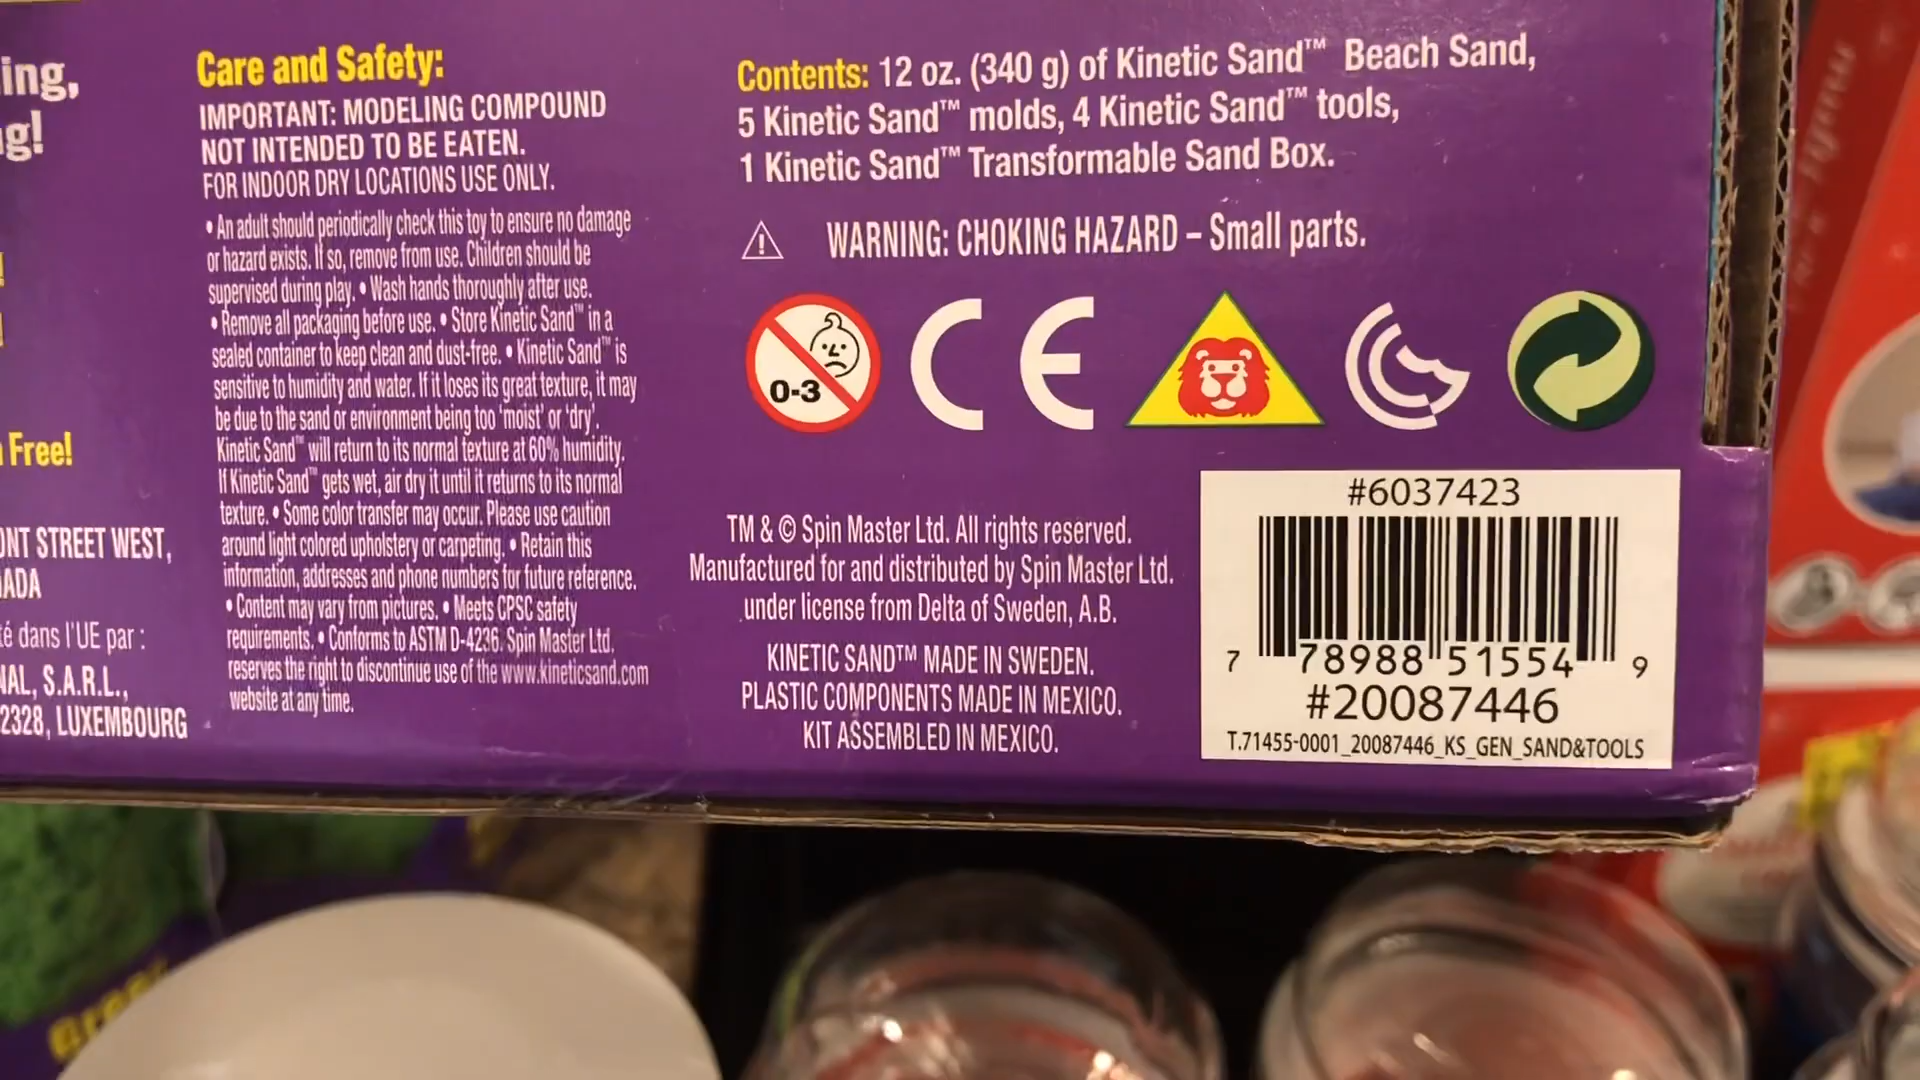 ing,
g!
Free!
ONT STREET WEST,
NADA
té dans l'UE par :
NAL, S.A.R.L.,
2328, LUXEMBOURG
Care and Safety:
IMPORTANT: MODELING COMPOUND
NOT INTENDED TO BE EATEN.
FOR INDOOR DRY LOCATIONS USE ONLY.
• An adult should periodically check this toy to ensure no damage
or hazard exists. If so, remove from use. Children should be
supervised during play. • Wash hands thoroughly after use.
• Remove all packaging before use. • Store Kinetic Sand™ in a
sealed container to keep clean and dust-free. • Kinetic Sand™ is
sensitive to humidity and water. If it loses its great texture, it may
be due to the sand or environment being too 'moist' or 'dry'.
Kinetic Sand™ will return to its normal texture at 60% humidity.
If Kinetic Sand™ gets wet, air dry it until it returns to its normal
texture. • Some color transfer may occur. Please use caution
around light colored upholstery or carpeting. • Retain this
information, addresses and phone numbers for future reference.
• Content may vary from pictures. • Meets CPSC safety
requirements. • Conforms to ASTM D-4236. Spin Master Ltd.
reserves the right to discontinue use of the www.kineticsand.com
website at any time.
Contents: 12 oz. (340 g) of Kinetic Sand™ Beach Sand,
5 Kinetic Sand™ molds, 4 Kinetic Sand™ tools,
1 Kinetic Sand™ Transformable Sand Box.
WARNING: CHOKING HAZARD – Small parts.
0-3
CE
TM & © Spin Master Ltd. All rights reserved.
Manufactured for and distributed by Spin Master Ltd.
under license from Delta of Sweden, A.B.
KINETIC SAND™ MADE IN SWEDEN.
PLASTIC COMPONENTS MADE IN MEXICO.
KIT ASSEMBLED IN MEXICO.
#6037423
7 78988 51554 9
#20087446
T.71455-0001_20087446_KS_GEN_SAND&TOOLS